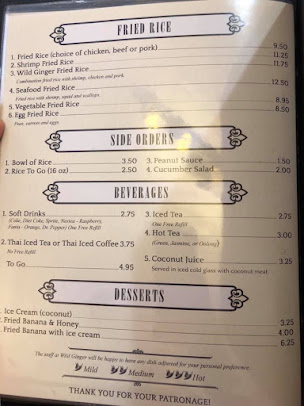 FRIED RICE
1. Fried Rice (choice of chicken, beef or pork) 9.50
2. Shrimp Fried Rice 11.25
3. Wild Ginger Fried Rice 11.75
Combination fried rice with shrimp, chicken and pork.
4. Seafood Fried Rice 12.50
Fried rice with shrimp, squid and scallops.
5. Vegetable Fried Rice 8.95
6. Egg Fried Rice 8.50
Peas, carrots and eggs.
SIDE ORDERS
1. Bowl of Rice 3.50
2. Rice To Go (16 oz) 2.50
3. Peanut Sauce 1.50
4. Cucumber Salad 2.00
BEVERAGES
1. Soft Drinks 2.75
(Coke, Diet Coke, Sprite, Nestea - Raspberry,
Fanta - Orange, Dr. Pepper) One Free Refill
2. Thai Iced Tea or Thai Iced Coffee 3.75
No Free Refill
To Go 4.95
3. Iced Tea 2.75
One Free Refill
4. Hot Tea 3.00
(Green, Jasmine, or Oolong)
5. Coconut Juice 3.25
Served in iced cold glass with coconut meat.
DESSERTS
Ice Cream (coconut) 3.25
Fried Banana & Honey 4.00
Fried Banana with ice cream 6.25
The staff at Wild Ginger will be happy to have any dish adjusted for your personal preference.
Mild Medium Hot
THANK YOU FOR YOUR PATRONAGE!